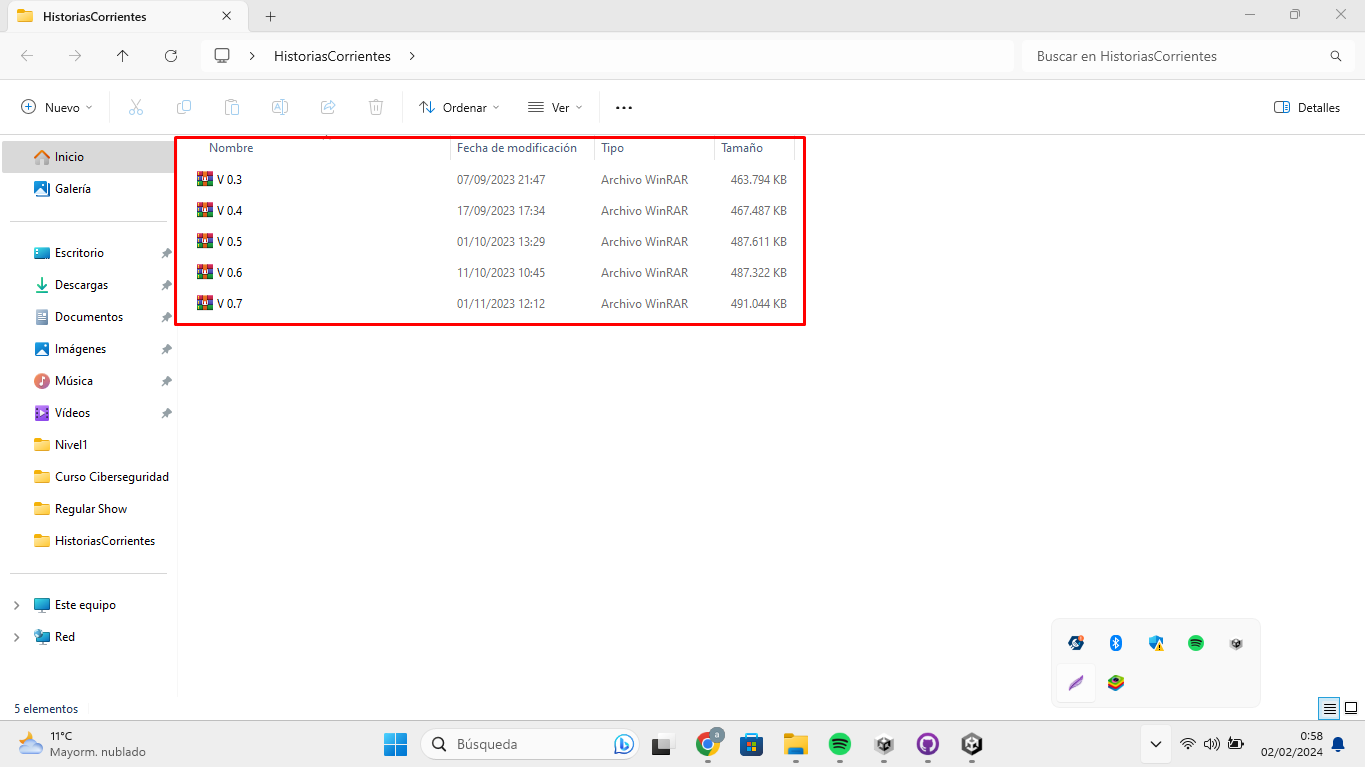 HistoriasCorrientes
HistoriasCorrientes
Buscar en HistoriasCorrientes
Nuevo
Ordenar
Ver
Detalles
Inicio
Galería
Escritorio
Descargas
Documentos
Imágenes
Música
Vídeos
Nivel1
Curso Ciberseguridad
Regular Show
HistoriasCorrientes
Este equipo
Red
Nombre Fecha de modificación Tipo Tamaño
V 0.3 07/09/2023 21:47 Archivo WinRAR 463.794 KB
V 0.4 17/09/2023 17:34 Archivo WinRAR 467.487 KB
V 0.5 01/10/2023 13:29 Archivo WinRAR 487.611 KB
V 0.6 11/10/2023 10:45 Archivo WinRAR 487.322 KB
V 0.7 01/11/2023 12:12 Archivo WinRAR 491.044 KB
5 elementos
11°C
Mayorm. nublado
Búsqueda
a
0:58
02/02/2024